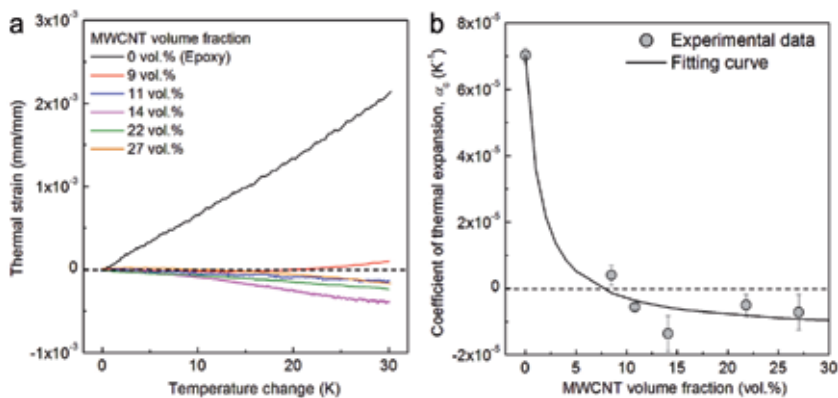 a
MWCNT volume fraction
0 vol.% (Epoxy)
9 vol.%
11 vol.%
14 vol.%
22 vol.%
27 vol.%
3x10⁻³
2x10⁻³
1x10⁻³
0
-1x10⁻³
Thermal strain (mm/mm)
0 10 20 30
Temperature change (K)
b
Experimental data
Fitting curve
8x10⁻⁵
6x10⁻⁵
4x10⁻⁵
2x10⁻⁵
0
-2x10⁻⁵
Coefficient of thermal expansion, (K⁻¹)
0 5 10 15 20 25 30
MWCNT volume fraction (vol.%)